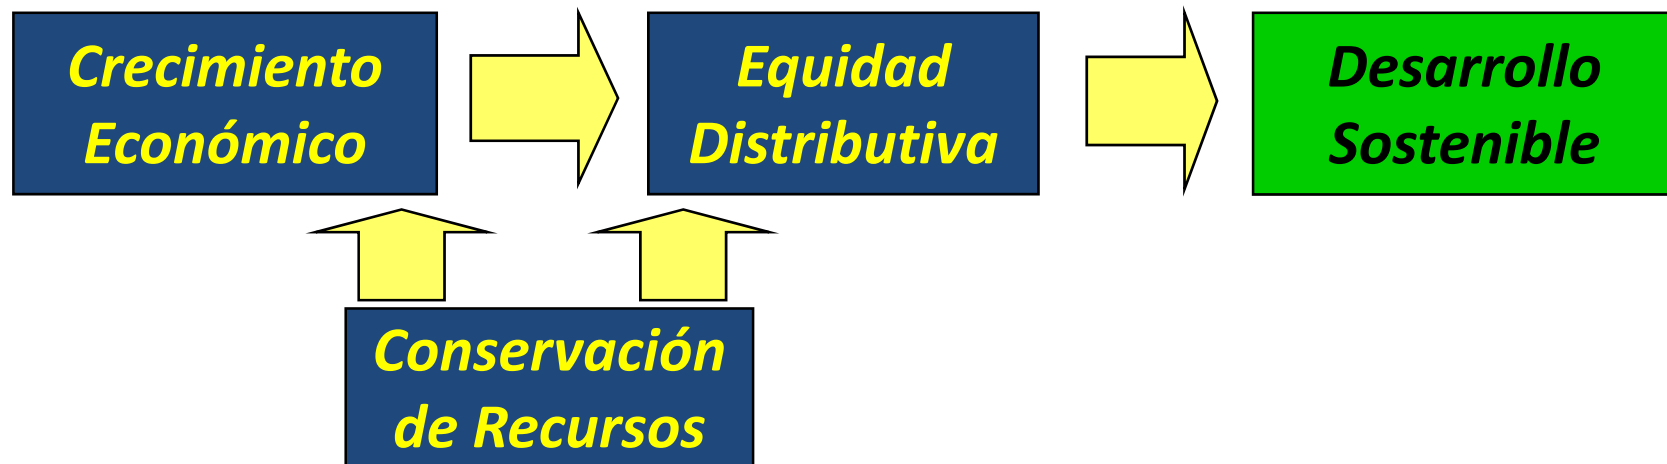 Crecimiento
Económico
Equidad
Distributiva
Desarrollo
Sostenible
Conservación
de Recursos